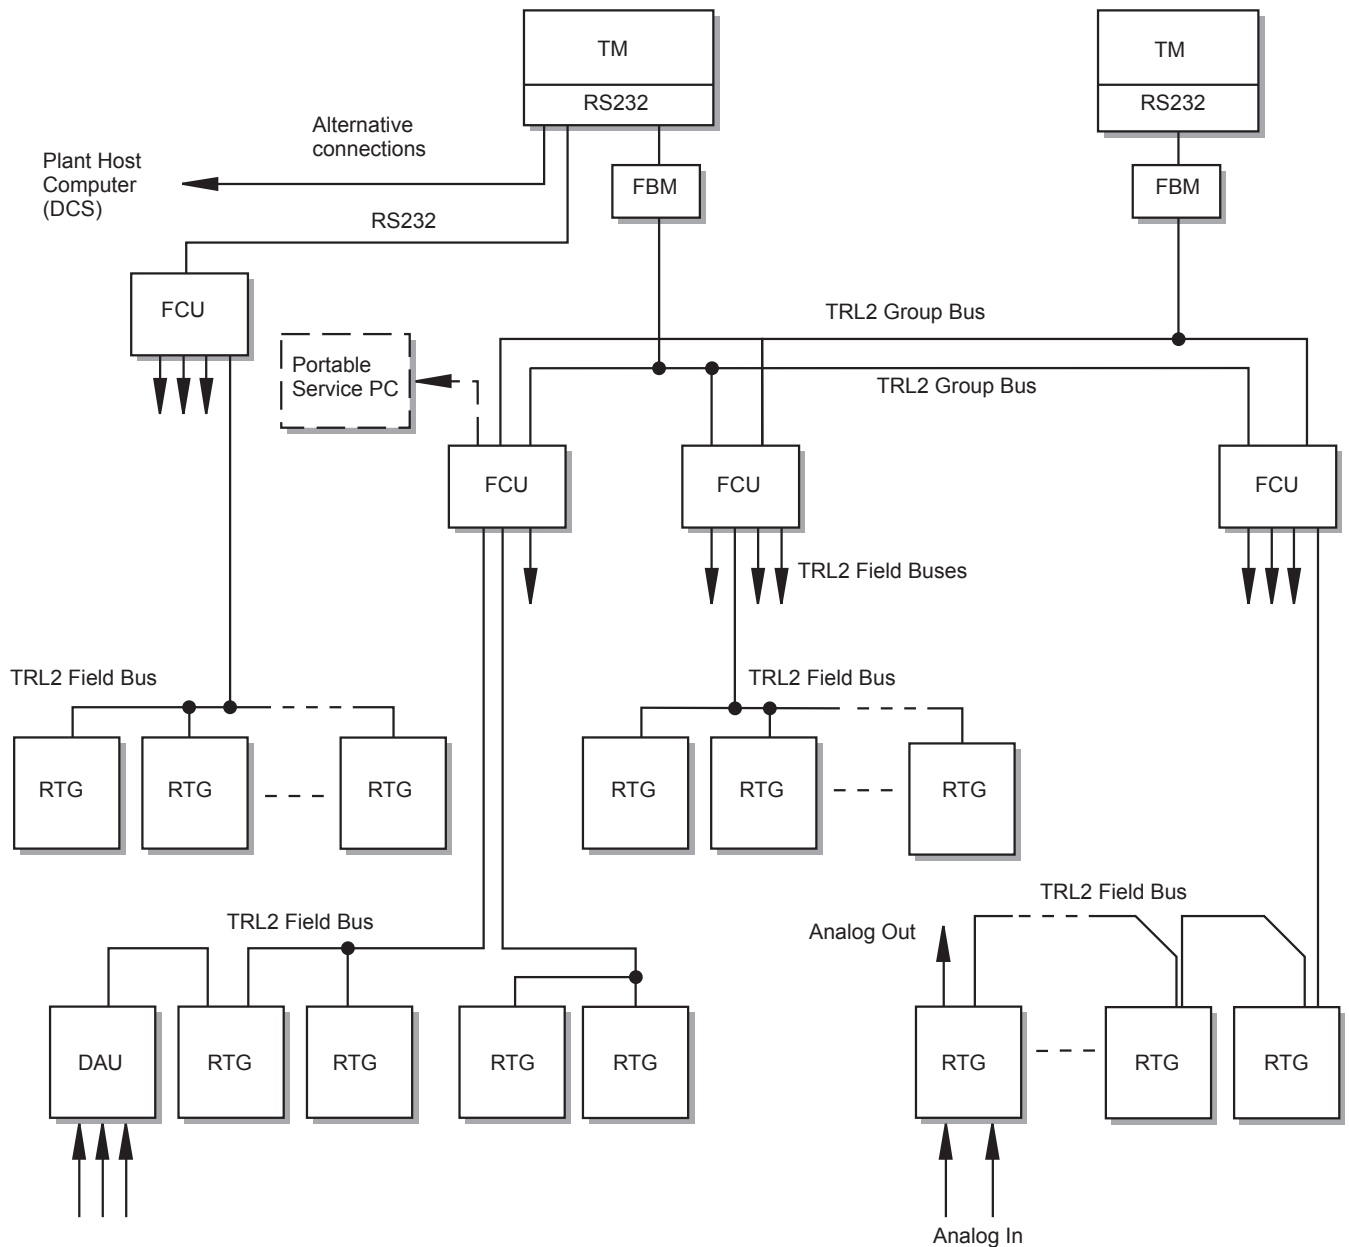 TM
TM
RS232
RS232
Alternative
connections
Plant Host
Computer
(DCS)
FBM
FBM
RS232
FCU
TRL2 Group Bus
Portable
Service PC
TRL2 Group Bus
FCU
FCU
FCU
TRL2 Field Buses
TRL2 Field Bus
TRL2 Field Bus
RTG
RTG
RTG
RTG
RTG
RTG
TRL2 Field Bus
TRL2 Field Bus
Analog Out
DAU
RTG
RTG
RTG
RTG
RTG
RTG
RTG
Analog In